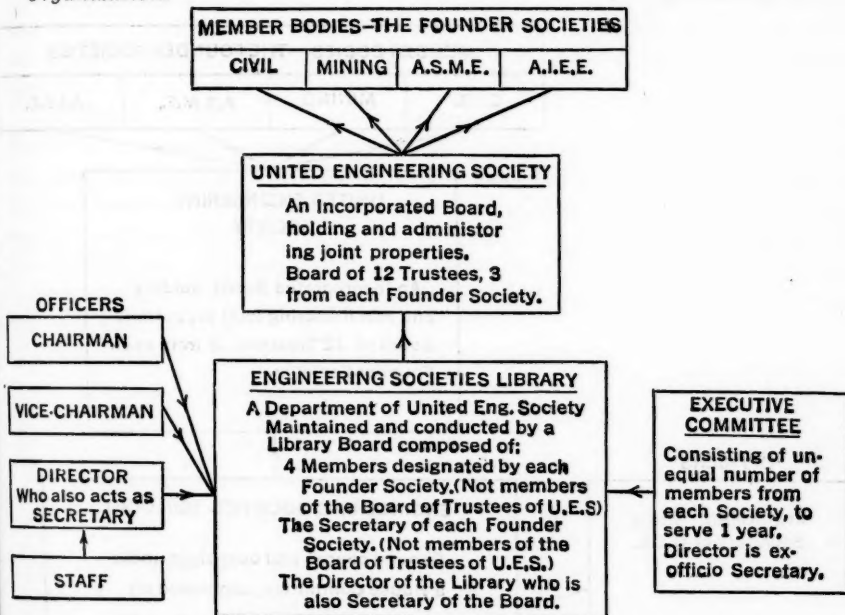 MEMBER BODIES–THE FOUNDER SOCIETIES
CIVIL MINING A.S.M.E. A.I.E.E.
UNITED ENGINEERING SOCIETY
An Incorporated Board,
holding and administer
ing joint properties.
Board of 12 Trustees, 3
from each Founder Society.
OFFICERS
CHAIRMAN
VICE-CHAIRMAN
DIRECTOR
Who also acts as
SECRETARY
STAFF
ENGINEERING SOCIETIES LIBRARY
A Department of United Eng. Society
Maintained and conducted by a
Library Board composed of:
4 Members designated by each
Founder Society.(Not members
of the Board of Trustees of U.E.S)
The Secretary of each Founder
Society. (Not members of the
Board of Trustees of U.E.S.)
The Director of the Library who is
also Secretary of the Board.
EXECUTIVE
COMMITTEE
Consisting of un-
equal number of
members from
each Society, to
serve 1 year.
Director is ex-
officio Secretary.